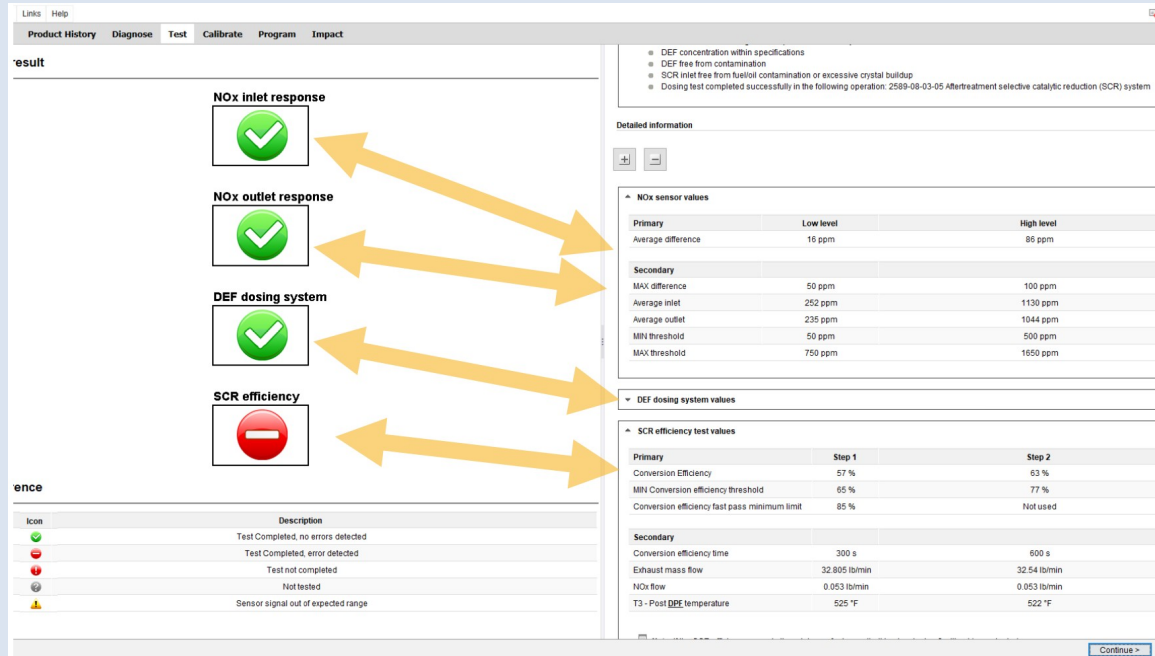 Links Help
Product History Diagnose Test Calibrate Program Impact
result
NOx inlet response
NOx outlet response
DEF dosing system
SCR efficiency
ence
Icon Description
Test Completed, no errors detected
Test Completed, error detected
Test not completed
Not tested
Sensor signal out of expected range
DEF concentration within specifications
DEF free from contamination
SCR inlet free from fuel/oil contamination or excessive crystal buildup
Dosing test completed successfully in the following operation: 2589-08-03-05 Aftertreatment selective catalytic reduction (SCR) system
Detailed information
NOx sensor values
Primary Low level High level
Average difference 16 ppm 86 ppm
Secondary
MAX difference 50 ppm 100 ppm
Average inlet 252 ppm 1130 ppm
Average outlet 235 ppm 1044 ppm
MIN threshold 50 ppm 500 ppm
MAX threshold 750 ppm 1650 ppm
DEF dosing system values
SCR efficiency test values
Primary Step 1 Step 2
Conversion Efficiency 57 % 63 %
MIN Conversion efficiency threshold 65 % 77 %
Conversion efficiency fast pass minimum limit 85 % Not used
Secondary
Conversion efficiency time 300 s 600 s
Exhaust mass flow 32.805 lb/min 32.54 lb/min
NOx flow 0.053 lb/min 0.053 lb/min
T3 - Post DPF temperature 525 °F 522 °F
Continue >